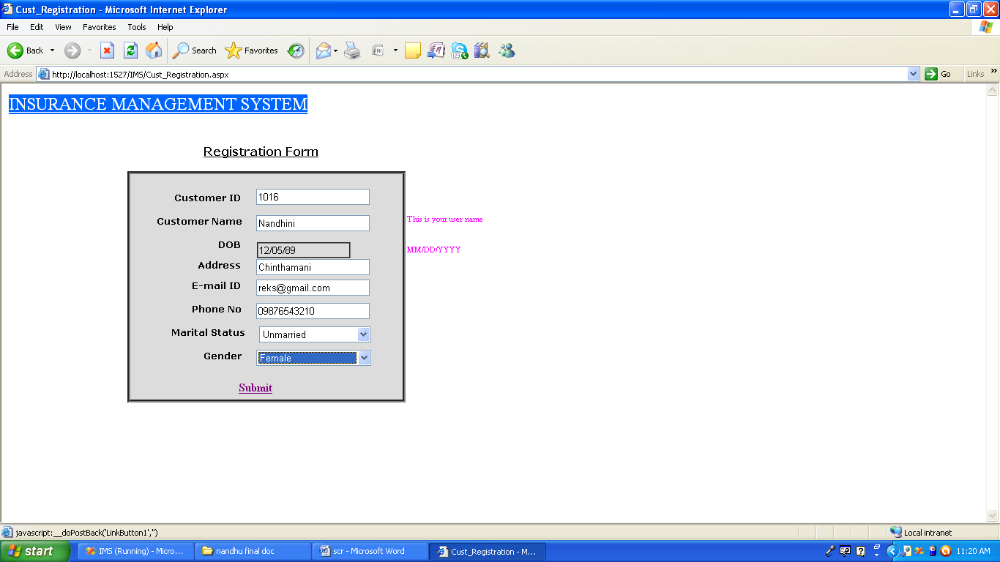 Cust_Registration - Microsoft Internet Explorer
File Edit View Favorites Tools Help
Back Search Favorites
Address http://localhost:1527/IMS/Cust_Registration.aspx Go Links »
INSURANCE MANAGEMENT SYSTEM
Registration Form
Customer ID 1016
Customer Name Nandhini This is your user name
DOB 12/05/89 MM/DD/YYYY
Address Chinthamani
E-mail ID reks@gmail.com
Phone No 09876543210
Marital Status Unmarried
Gender Female
Submit
javascript:__doPostBack('LinkButton1','') Local intranet
start IMS (Running) - Micro... nandhu final doc scr - Microsoft Word Cust_Registration - M... 11:20 AM